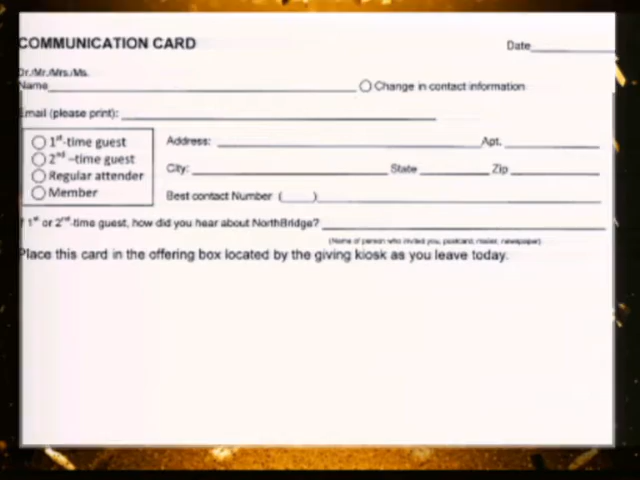 COMMUNICATION CARD
Date
Dr./Mr./Mrs./Ms.
Name
Change in contact information
Email (please print):
1st-time guest
2nd –time guest
Regular attender
Member
Address: Apt.
City: State Zip
Best contact Number ( )
1st or 2nd-time guest, how did you hear about NorthBridge?
(Name of person who invited you, postcard, mailer, newspaper)
Place this card in the offering box located by the giving kiosk as you leave today.